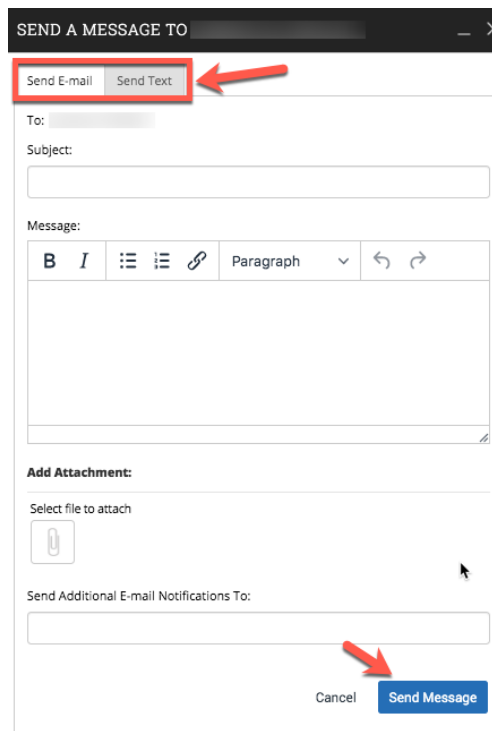 SEND A MESSAGE TO
Send E-mail Send Text
To:
Subject:
Message:
B I Paragraph
Add Attachment:
Select file to attach
Send Additional E-mail Notifications To:
Cancel Send Message